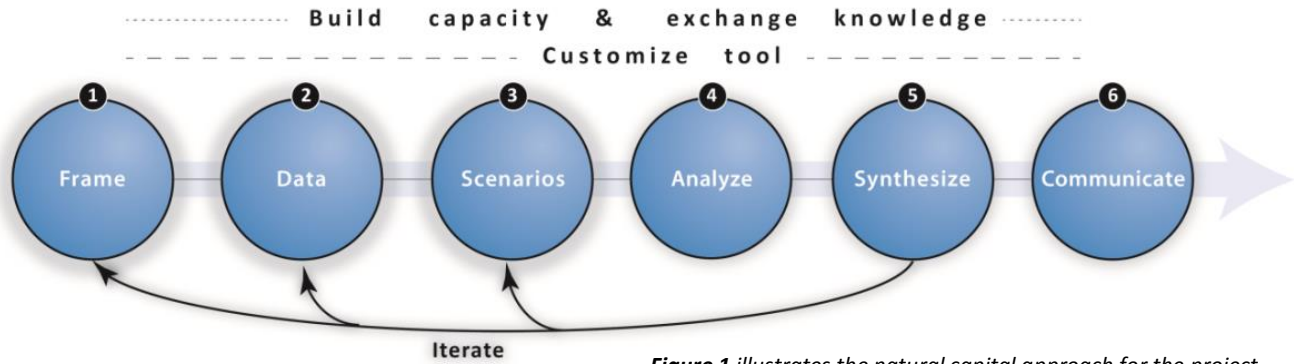 Build capacity & exchange knowledge
Customize tool
1 2 3 4 5 6
Frame Data Scenarios Analyze Synthesize Communicate
Iterate
Figure 1 illustrates the natural capital approach for the project